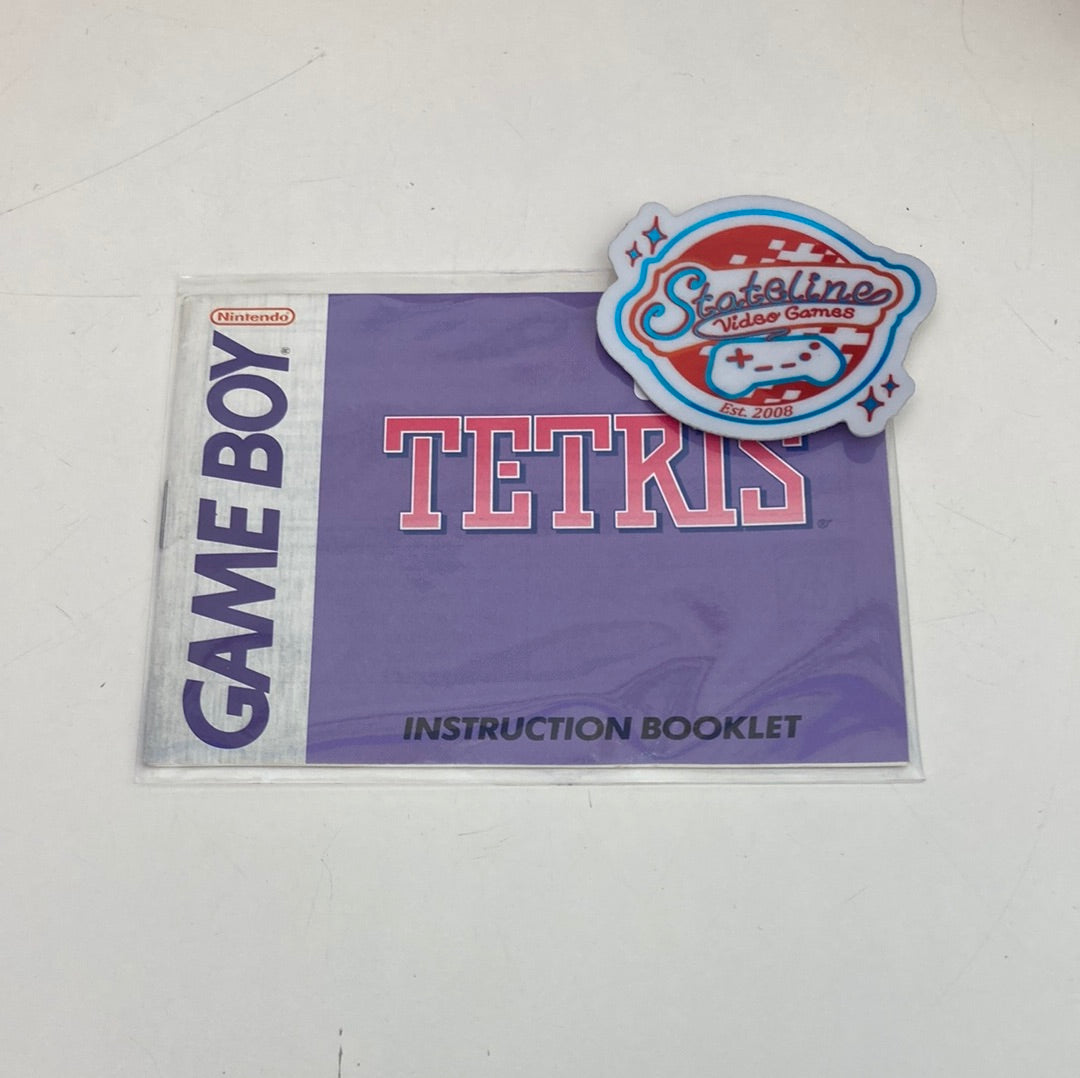 Nintendo®
GAME BOY®
TETRIS®
INSTRUCTION BOOKLET
Stateline
Video Games
Est. 2008